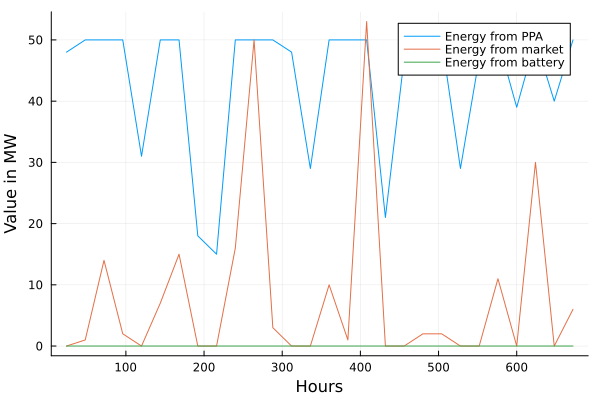 50
40
30
20
10
0
Value in MW
Energy from PPA
Energy from market
Energy from battery
100 200 300 400 500 600
Hours